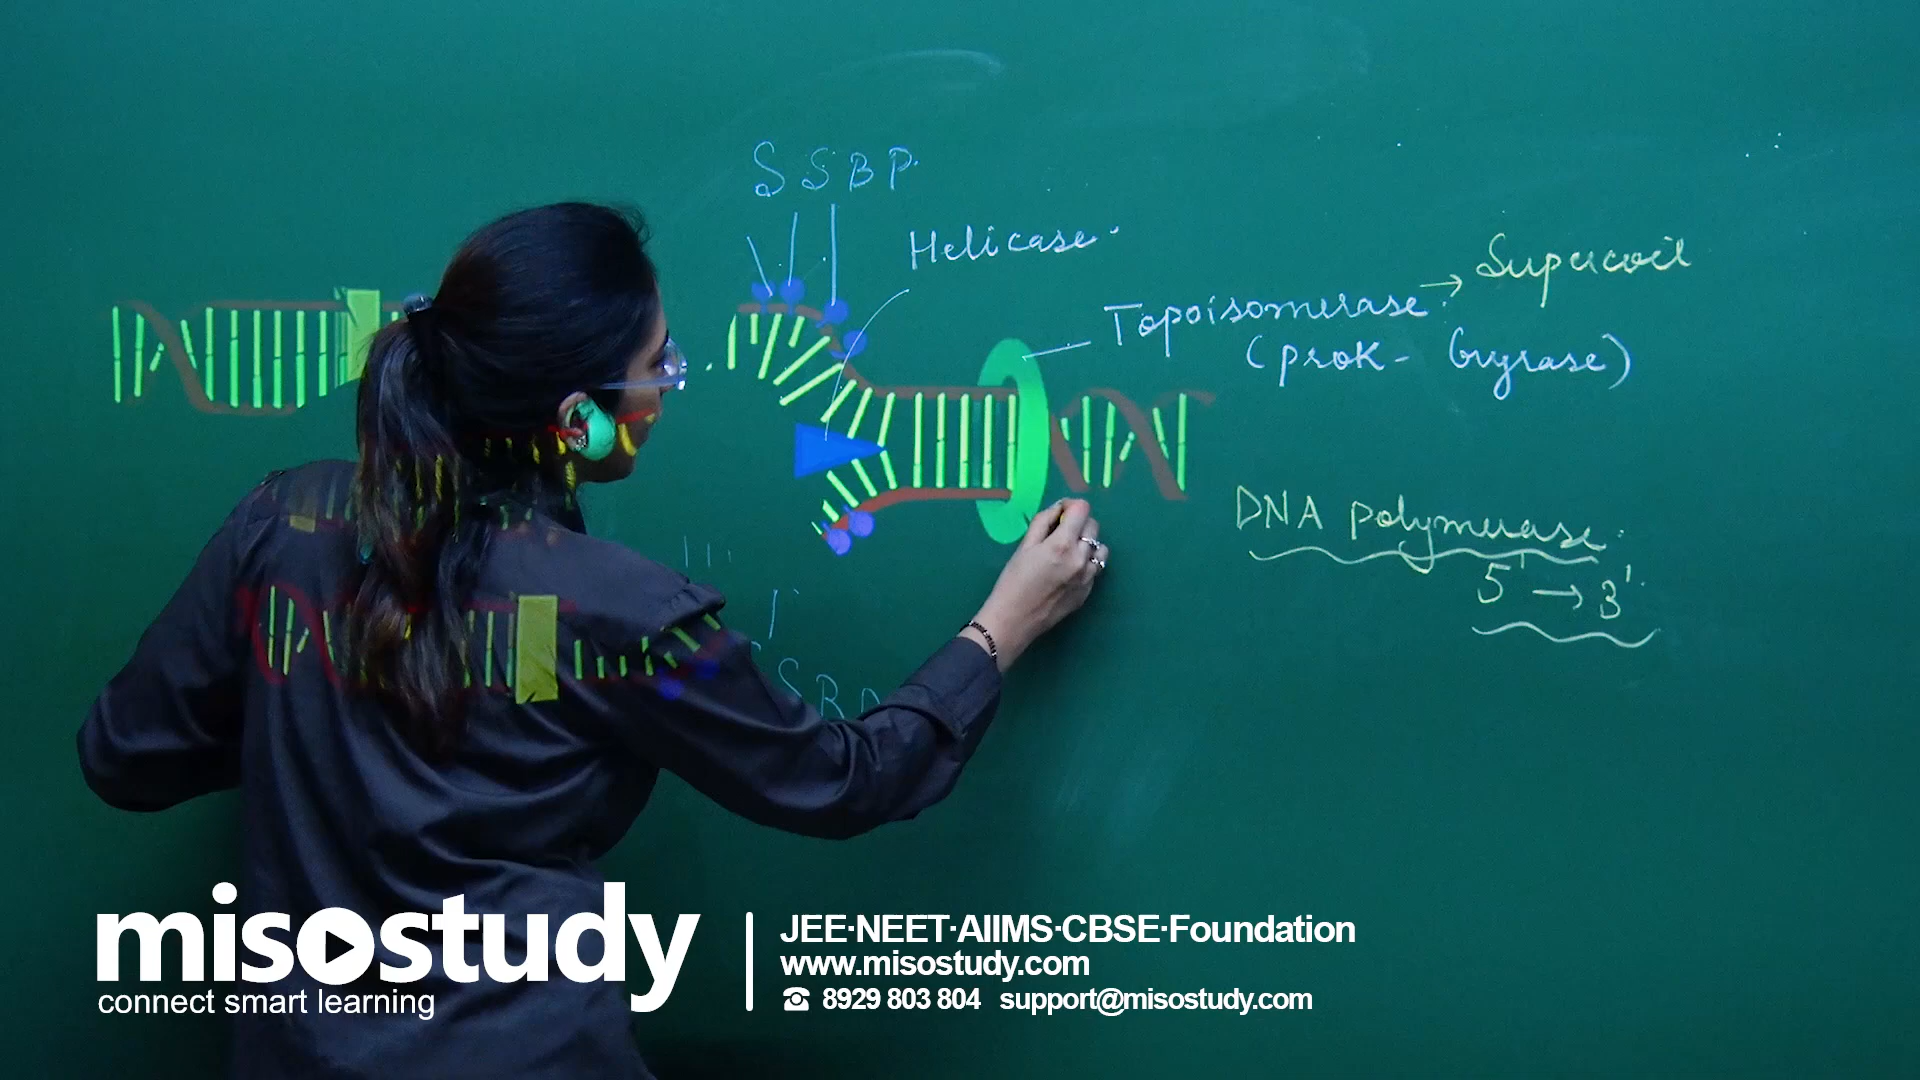 SSBP.
Helicase.
Topoisomerase. → Supercoil
(prok - Gyrase)
DNA polymerase.
5' → 3'.
misostudy
connect smart learning
JEE·NEET·AIIMS·CBSE·Foundation
www.misostudy.com
☎ 8929 803 804 support@misostudy.com